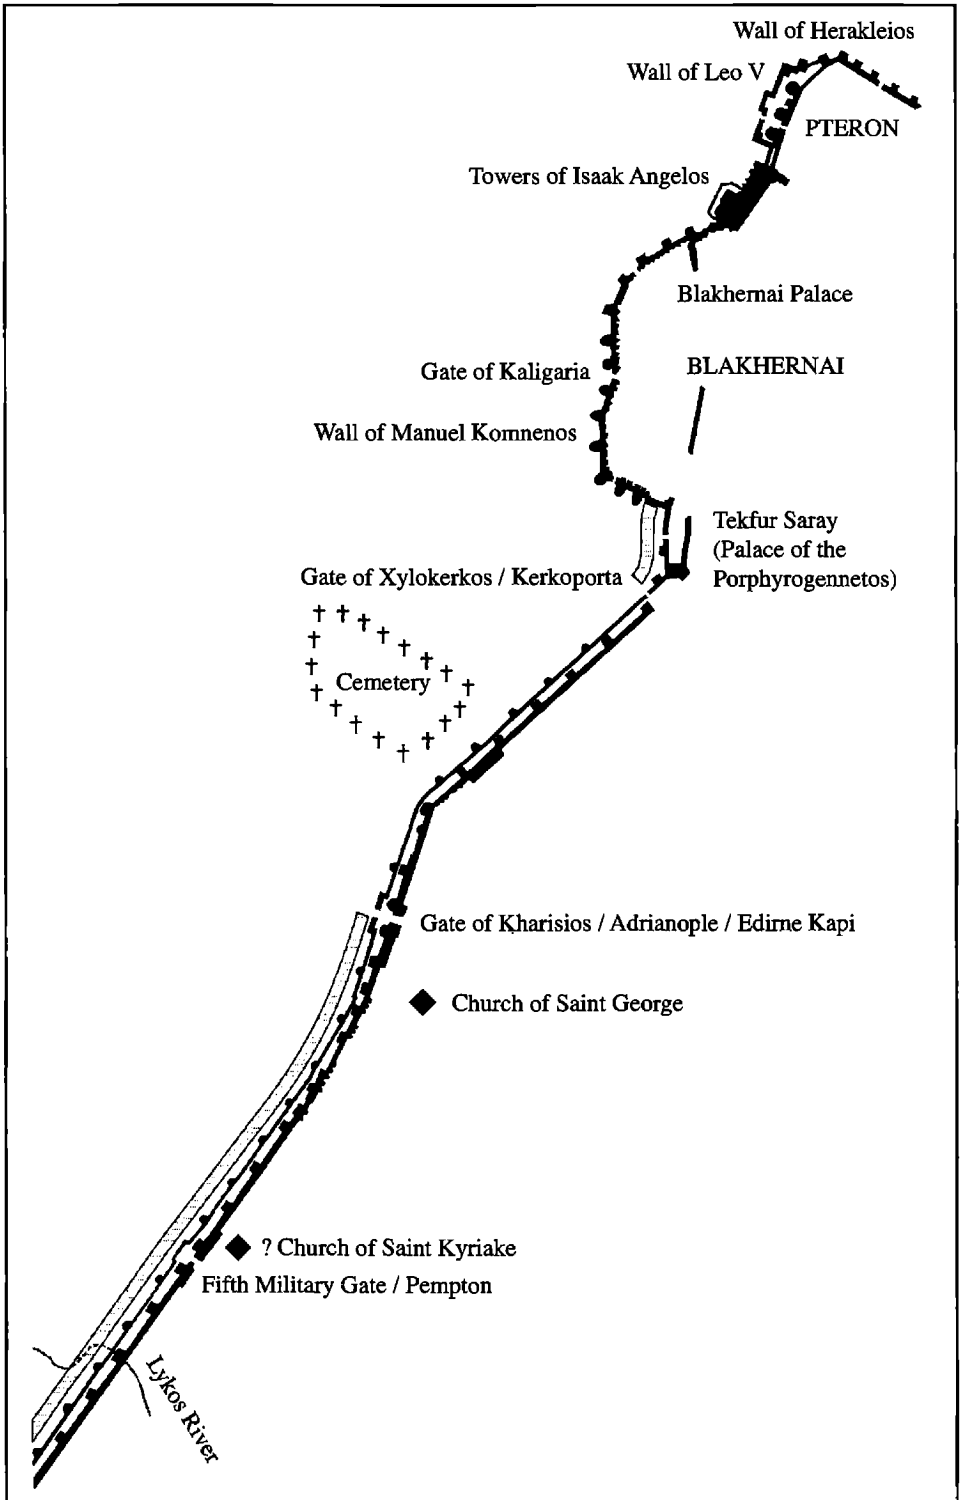 Wall of Herakleios
Wall of Leo V
PTERON
Towers of Isaak Angelos
Blakhernai Palace
BLAKHERNAI
Gate of Kaligaria
Wall of Manuel Komnenos
Tekfur Saray
(Palace of the
Porphyrogennetos)
Gate of Xylokerkos / Kerkoporta
Cemetery
Gate of Kharisios / Adrianople / Edirne Kapi
Church of Saint George
? Church of Saint Kyriake
Fifth Military Gate / Pempton
Lykos River